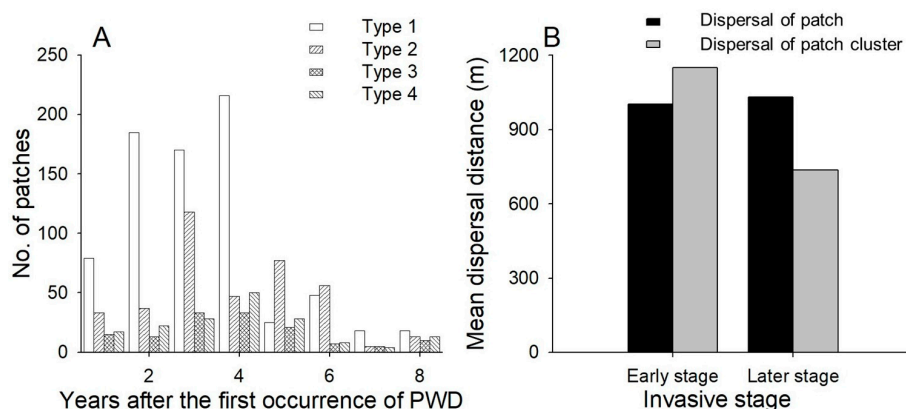 A
Type 1
Type 2
Type 3
Type 4
250
200
150
100
50
0
No. of patches
2 4 6 8
Years after the first occurrence of PWD
B
Dispersal of patch
Dispersal of patch cluster
1200
900
600
300
0
Mean dispersal distance (m)
Early stage Later stage
Invasive stage